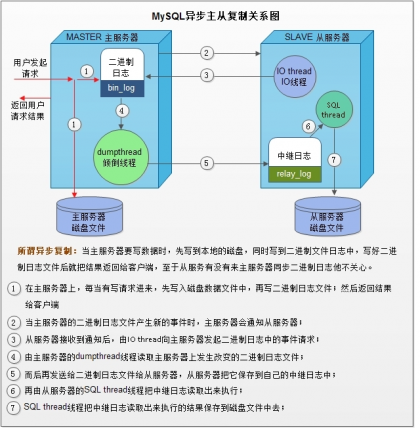 MySQL异步主从复制关系图
MASTER 主服务器
SLAVE 从服务器
用户发起
请求
返回用户
请求结果
1
1
二进制
日志
bin_log
2
3
4
IO thread
IO线程
SQL
thread
dumpthread
倾倒线程
5
中继日志
relay_log
6
7
主服务器
磁盘文件
从服务器
磁盘文件
所谓异步复制：当主服务器要写数据时，先写到本地的磁盘，同时写到二进制文件日志中，写好二
进制日志文件后就把结果返回给客户端，至于从服务有没有来主服务器同步二进制日志他不关心。
1 在主服务器上，每当有写请求进来，先写入磁盘数据文件中，再写二进制日志文件；然后返回结果
给客户端
2 当主服务器的二进制日志文件产生新的事件时，主服务器会通知从服务器；
3 从服务器接收到通知后，由IO thread向主服务器发起二进制日志中的事件请求；
4 由主服务器的dumpthread线程读取主服务器上发生改变的二进制日志文件；
5 而后再发送给二进制日志文件给从服务器，从服务器把它保存到自己的中继日志中；
6 再由从服务器的SQL thread线程把中继日志读取出来执行；
7 SQL thread线程把中继日志读取出来执行的结果保存到磁盘文件中去；